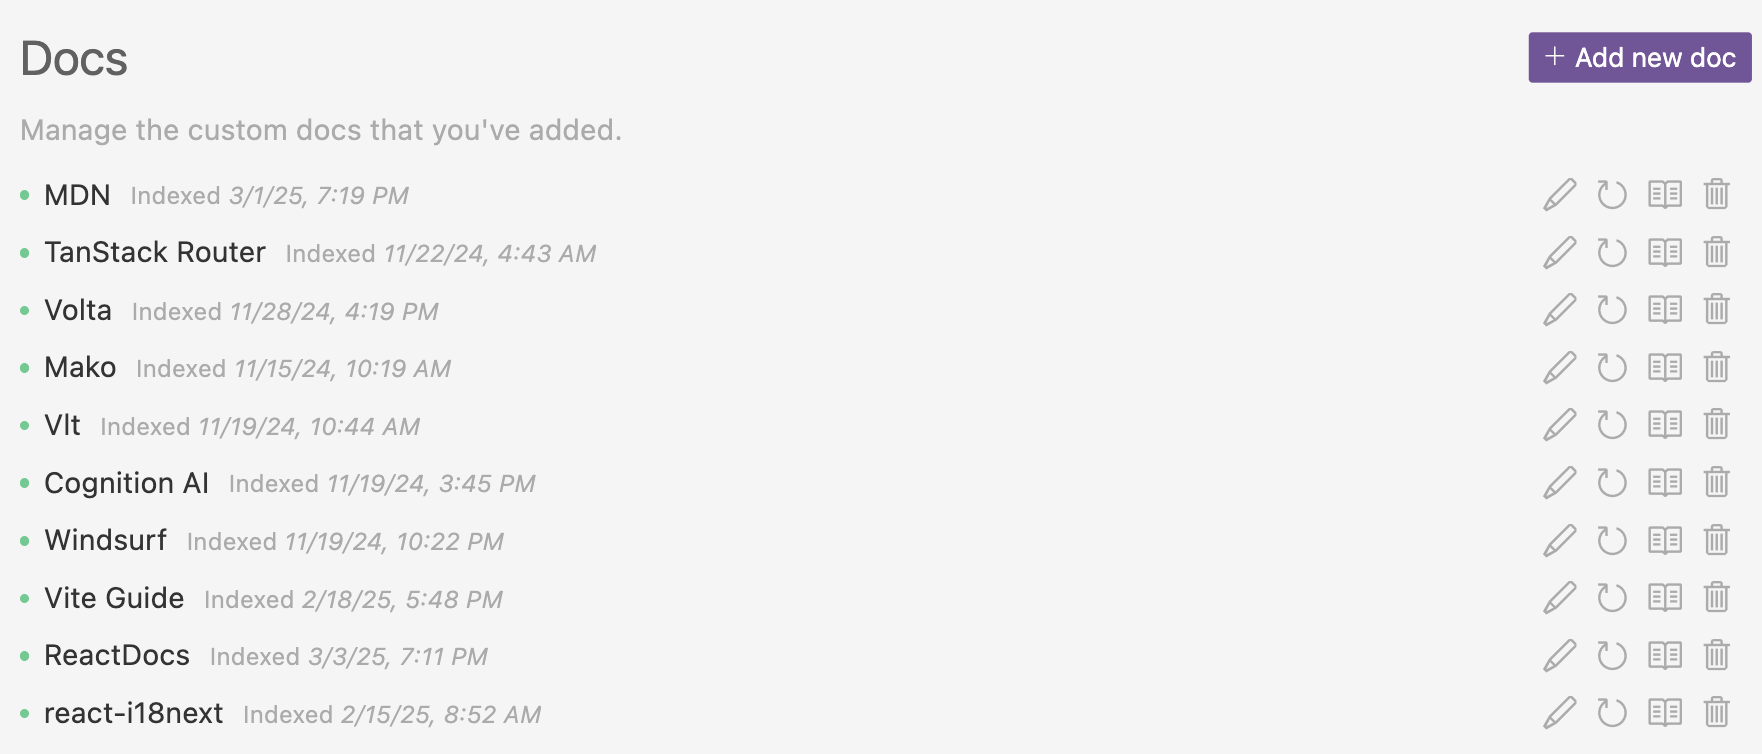 Docs
+ Add new doc
Manage the custom docs that you've added.
MDN Indexed 3/1/25, 7:19 PM
TanStack Router Indexed 11/22/24, 4:43 AM
Volta Indexed 11/28/24, 4:19 PM
Mako Indexed 11/15/24, 10:19 AM
Vlt Indexed 11/19/24, 10:44 AM
Cognition AI Indexed 11/19/24, 3:45 PM
Windsurf Indexed 11/19/24, 10:22 PM
Vite Guide Indexed 2/18/25, 5:48 PM
ReactDocs Indexed 3/3/25, 7:11 PM
react-i18next Indexed 2/15/25, 8:52 AM